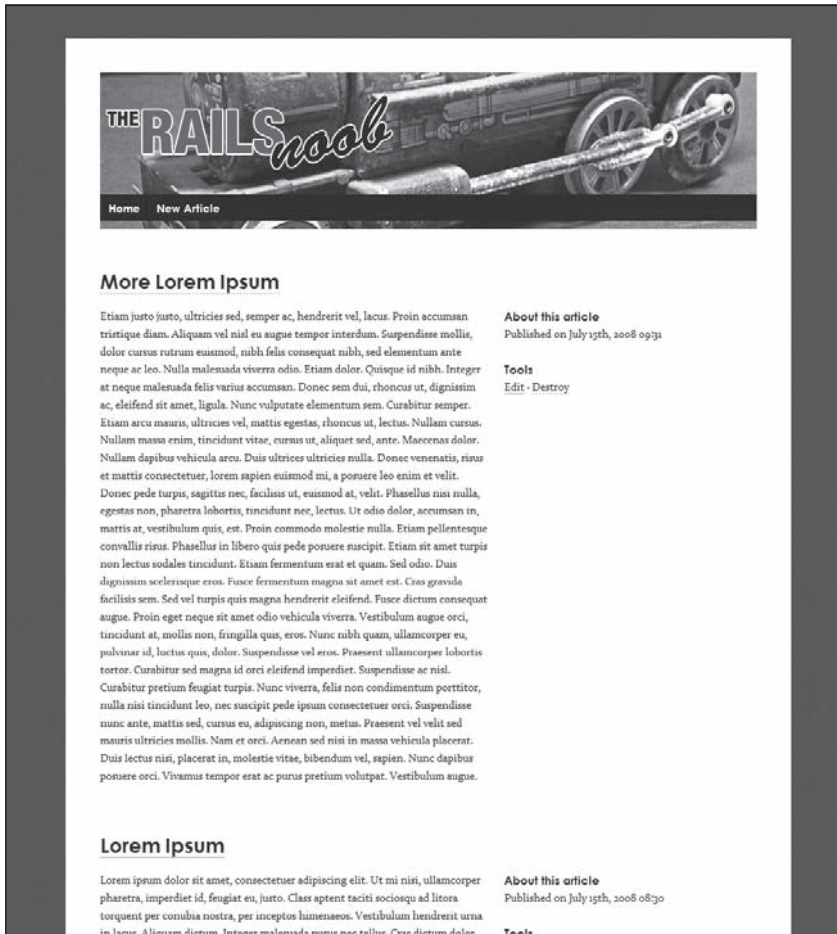 THE RAILS noob
Home New Article
More Lorem Ipsum
Etiam justo justo, ultricies sed, semper ac, hendrerit vel, lacus. Proin accumsan
tristique diam. Aliquam vel nisl eu augue tempor interdum. Suspendisse mollis,
dolor cursus rutrum euismod, nibh felis consequat nibh, sed elementum ante
neque ac leo. Nulla malesuada viverra odio. Etiam dolor. Quisque id nibh. Integer
at neque malesuada felis varius accumsan. Donec sem dui, rhoncus ut, dignissim
ac, eleifend sit amet, ligula. Nunc vulputate elementum sem. Curabitur semper.
Etiam arcu mauris, ultricies vel, mattis egestas, rhoncus ut, lectus. Nullam cursus.
Nullam massa enim, tincidunt vitae, cursus ut, aliquet sed, ante. Maecenas dolor.
Nullam dapibus vehicula arcu. Duis ultrices ultricies nulla. Donec venenatis, risus
et mattis consectetuer, lorem sapien euismod mi, a posuere leo enim et velit.
Donec pede turpis, sagittis nec, facilisis ut, euismod at, velit. Phasellus nisi nulla,
egestas non, pharetra lobortis, tincidunt nec, lectus. Ut odio dolor, accumsan in,
mattis at, vestibulum quis, est. Proin commodo molestie nulla. Etiam pellentesque
convallis risus. Phasellus in libero quis pede posuere suscipit. Etiam sit amet turpis
non lectus sodales tincidunt. Etiam fermentum erat et quam. Sed odio. Duis
dignissim scelerisque eros. Fusce fermentum magna sit amet est. Cras gravida
facilisis sem. Sed vel turpis quis magna hendrerit eleifend. Fusce dictum consequat
augue. Proin eget neque sit amet odio vehicula viverra. Vestibulum augue orci,
tincidunt at, mollis non, fringilla quis, eros. Nunc nibh quam, ullamcorper eu,
pulvinar id, luctus quis, dolor. Suspendisse vel eros. Praesent ullamcorper lobortis
tortor. Curabitur sed magna id orci eleifend imperdiet. Suspendisse ac nisl.
Curabitur pretium feugiat turpis. Nunc viverra, felis non condimentum porttitor,
nulla nisi tincidunt leo, nec suscipit pede ipsum consectetuer orci. Suspendisse
nunc ante, mattis sed, cursus eu, adipiscing non, metus. Praesent vel velit sed
mauris ultricies mollis. Nam et orci. Aenean sed nisi in massa vehicula placerat.
Duis lectus nisi, placerat in, molestie vitae, bibendum vel, sapien. Nunc dapibus
posuere orci. Vivamus tempor erat ac purus pretium volutpat. Vestibulum augue.
About this article
Published on July 15th, 2008 09:31
Tools
Edit · Destroy
Lorem Ipsum
Lorem ipsum dolor sit amet, consectetuer adipiscing elit. Ut mi nisi, ullamcorper
pharetra, imperdiet id, feugiat eu, justo. Class aptent taciti sociosqu ad litora
torquent per conubia nostra, per inceptos himenaeos. Vestibulum hendrerit urna
in lacus. Aliquam dictum. Integer malesuada purus nec tellus. Cras dictum dolor
About this article
Published on July 15th, 2008 08:30
Tools